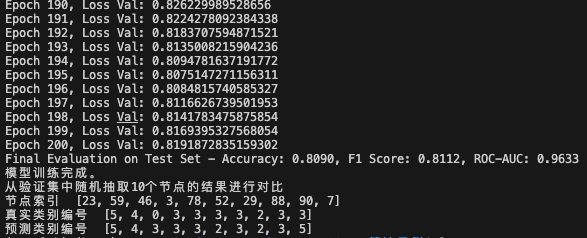 Epoch 190, Loss Val: 0.826229989528656
Epoch 191, Loss Val: 0.8224278092384338
Epoch 192, Loss Val: 0.8183707594871521
Epoch 193, Loss Val: 0.8135008215904236
Epoch 194, Loss Val: 0.8094781637191772
Epoch 195, Loss Val: 0.8075147271156311
Epoch 196, Loss Val: 0.8084815740585327
Epoch 197, Loss Val: 0.8116626739501953
Epoch 198, Loss Val: 0.8141783475875854
Epoch 199, Loss Val: 0.8169395327568054
Epoch 200, Loss Val: 0.8191872835159302
Final Evaluation on Test Set – Accuracy: 0.8090, F1 Score: 0.8112, ROC-AUC: 0.9633
模型训练完成。
从验证集中随机抽取10个节点的结果进行对比
节点索引 [23, 59, 46, 3, 78, 52, 29, 88, 90, 7]
真实类别编号 [5, 4, 0, 3, 3, 3, 3, 2, 3, 3]
预测类别编号 [5, 4, 3, 3, 3, 2, 3, 2, 3, 5]